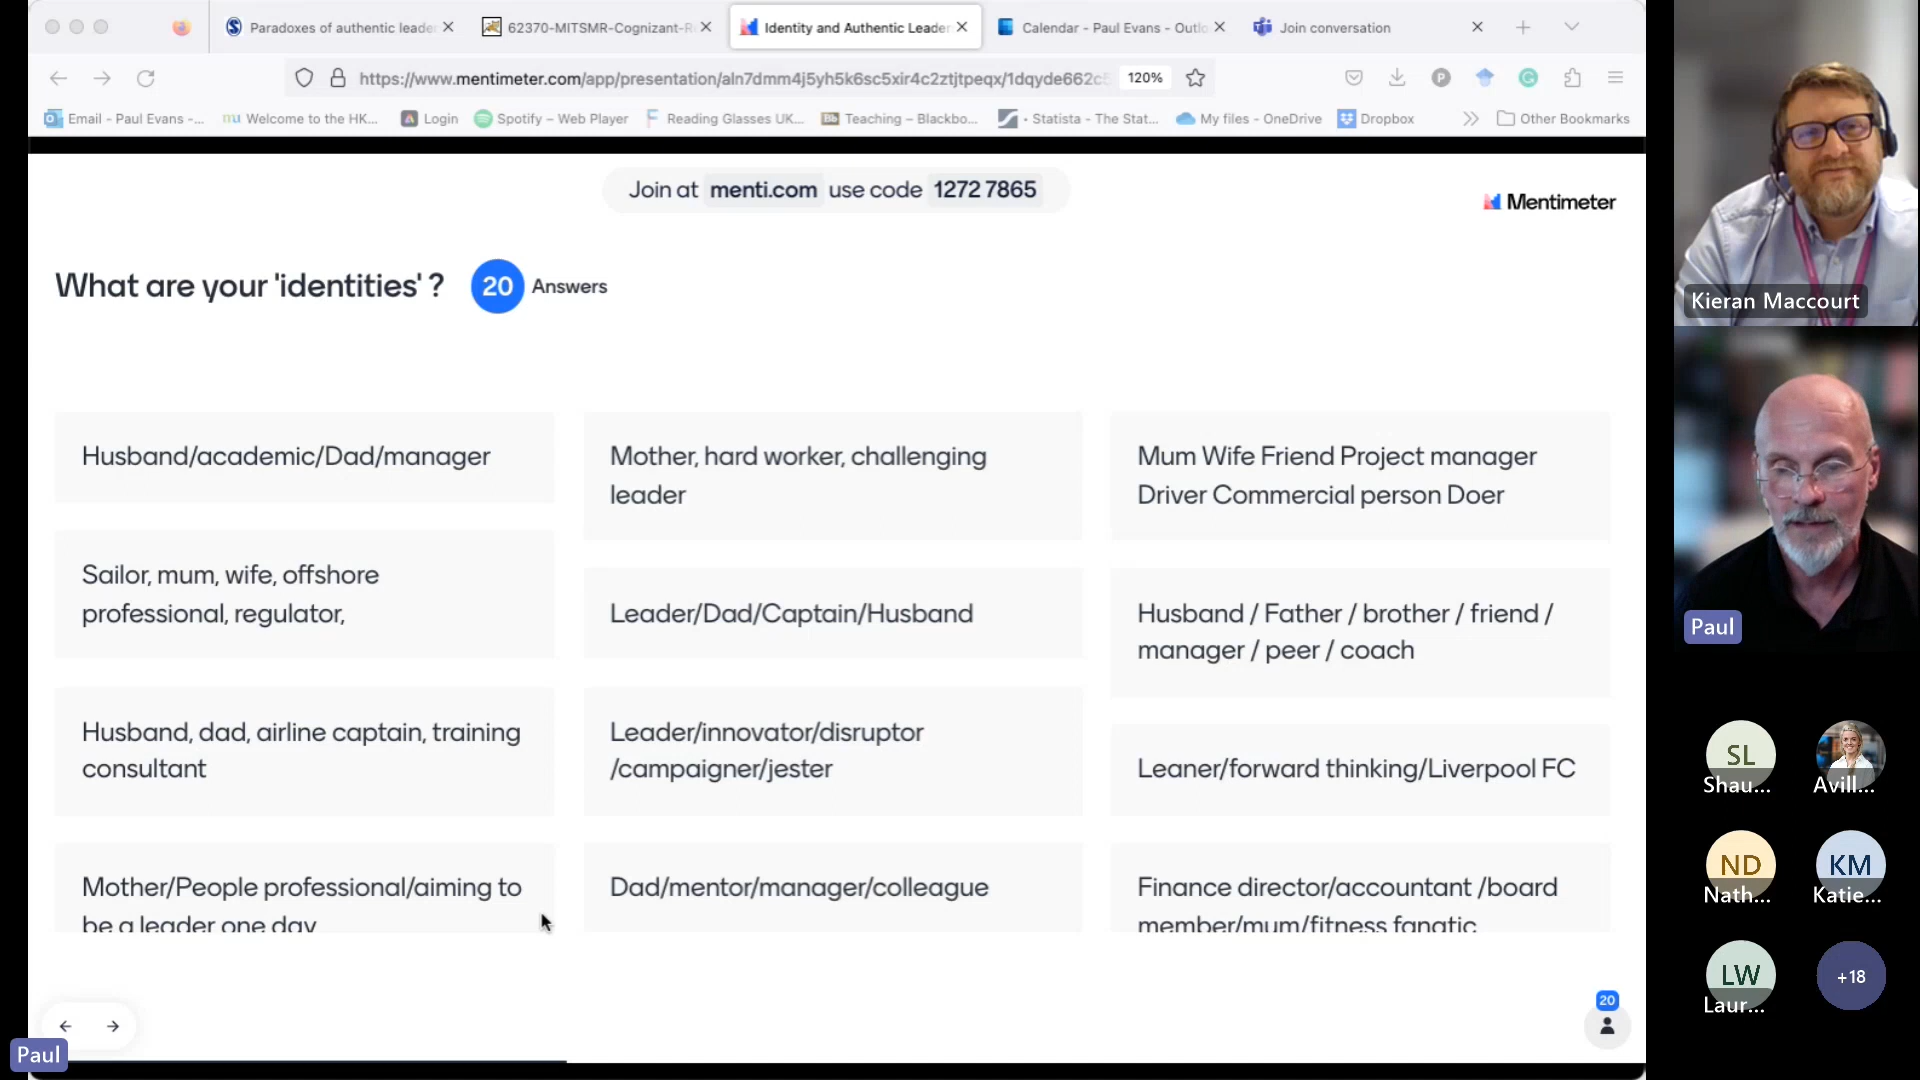 Paradoxes of authentic leade
62370-MITSMR-Cognizant-R
Identity and Authentic Leader
Calendar - Paul Evans - Outlo
Join conversation
https://www.mentimeter.com/app/presentation/aln7dmm4j5yh5k6sc5xir4c2ztjtpeqx/1dqyde662c5
120%
Email - Paul Evans -...
Welcome to the HK...
Login
Spotify – Web Player
Reading Glasses UK...
Teaching – Blackbo...
• Statista - The Stat...
My files - OneDrive
Dropbox
Other Bookmarks
Join at menti.com use code 1272 7865
Mentimeter
What are your 'identities' ?
20 Answers
Husband/academic/Dad/manager
Sailor, mum, wife, offshore
professional, regulator,
Husband, dad, airline captain, training
consultant
Mother/People professional/aiming to
be a leader one day
Mother, hard worker, challenging
leader
Leader/Dad/Captain/Husband
Leader/innovator/disruptor
/campaigner/jester
Dad/mentor/manager/colleague
Mum Wife Friend Project manager
Driver Commercial person Doer
Husband / Father / brother / friend /
manager / peer / coach
Leaner/forward thinking/Liverpool FC
Finance director/accountant /board
member/mum/fitness fanatic
20
Paul
Kieran Maccourt
Paul
SL
Shau...
Avill...
ND
Nath...
KM
Katie...
LW
Laur...
+18